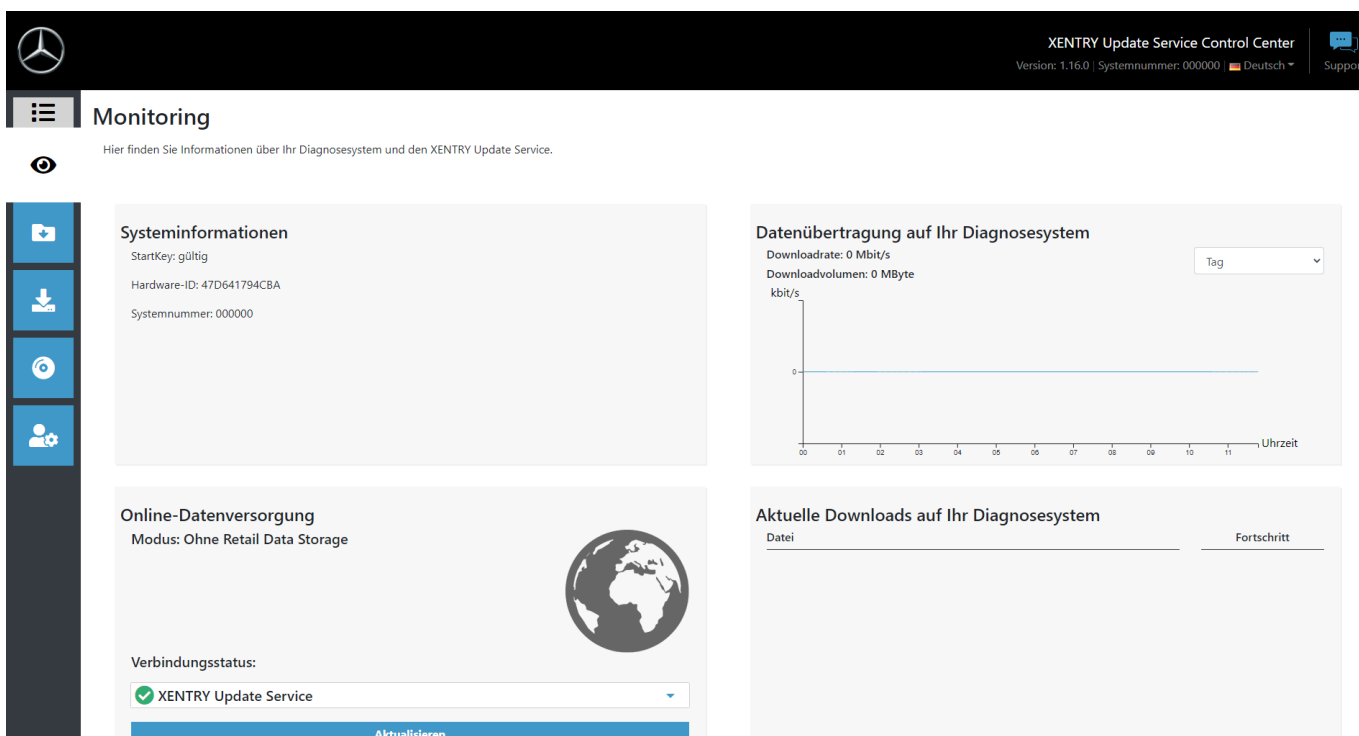 XENTRY Update Service Control Center
Version: 1.16.0 | Systemnummer: 000000 | Deutsch
Suppor
Monitoring
Hier finden Sie Informationen über Ihr Diagnosesystem und den XENTRY Update Service.
Systeminformationen
StartKey: gültig
Hardware-ID: 47D641794CBA
Systemnummer: 000000
Datenübertragung auf Ihr Diagnosesystem
Downloadrate: 0 Mbit/s
Tag
Downloadvolumen: 0 MByte
kbit/s
0
Uhrzeit
00 01 02 03 04 05 06 07 08 09 10 11
Online-Datenversorgung
Modus: Ohne Retail Data Storage
Verbindungsstatus:
XENTRY Update Service
Aktualisieren
Aktuelle Downloads auf Ihr Diagnosesystem
Datei Fortschritt